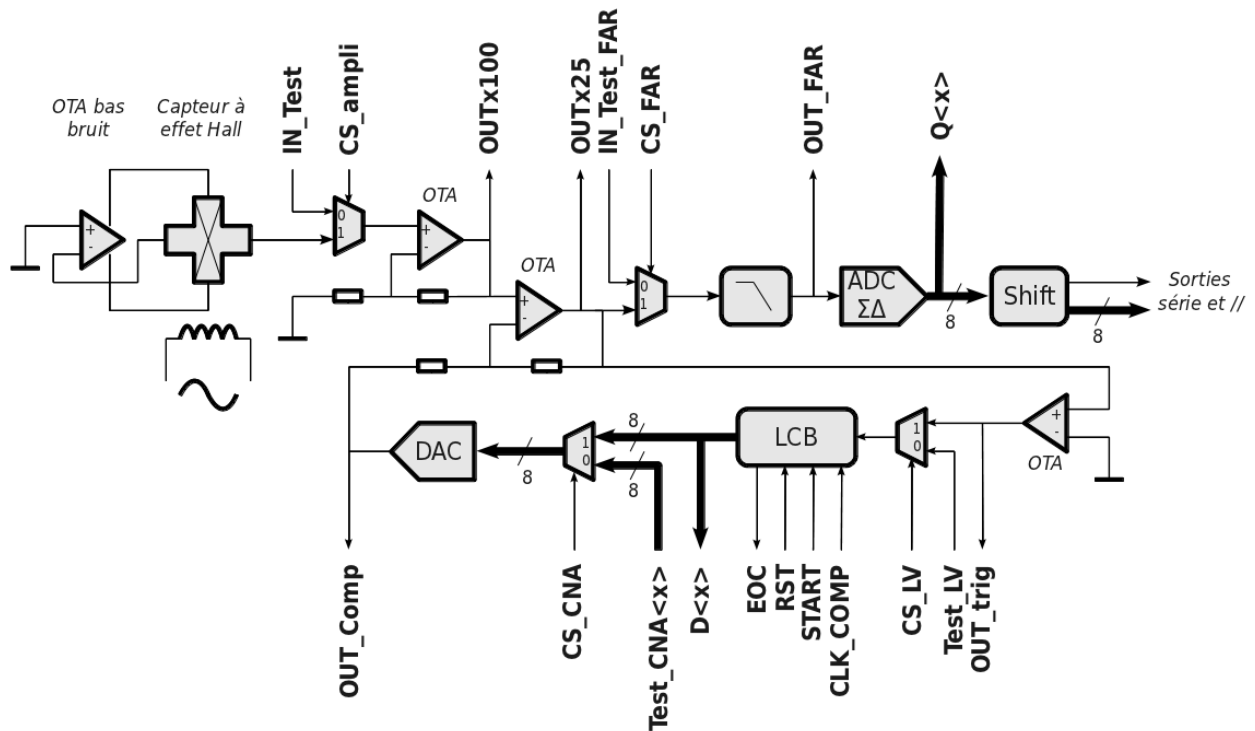 OTA bas
bruit
Capteur à
effet Hall
IN_Test
CS_ampli
OUTx100
OUTx25
IN_Test_FAR
CS_FAR
OUT_FAR
Q<x>
+
-
0
1
OTA
+
-
OTA
+
-
0
1
ADC
ΣΔ
8
Shift
8
Sorties
série et //
DAC
8
1
0
8
8
LCB
1
0
+
-
OTA
OUT_Comp
CS_CNA
Test_CNA<x>
D<x>
EOC
RST
START
CLK_COMP
CS_LV
Test_LV
OUT_trig